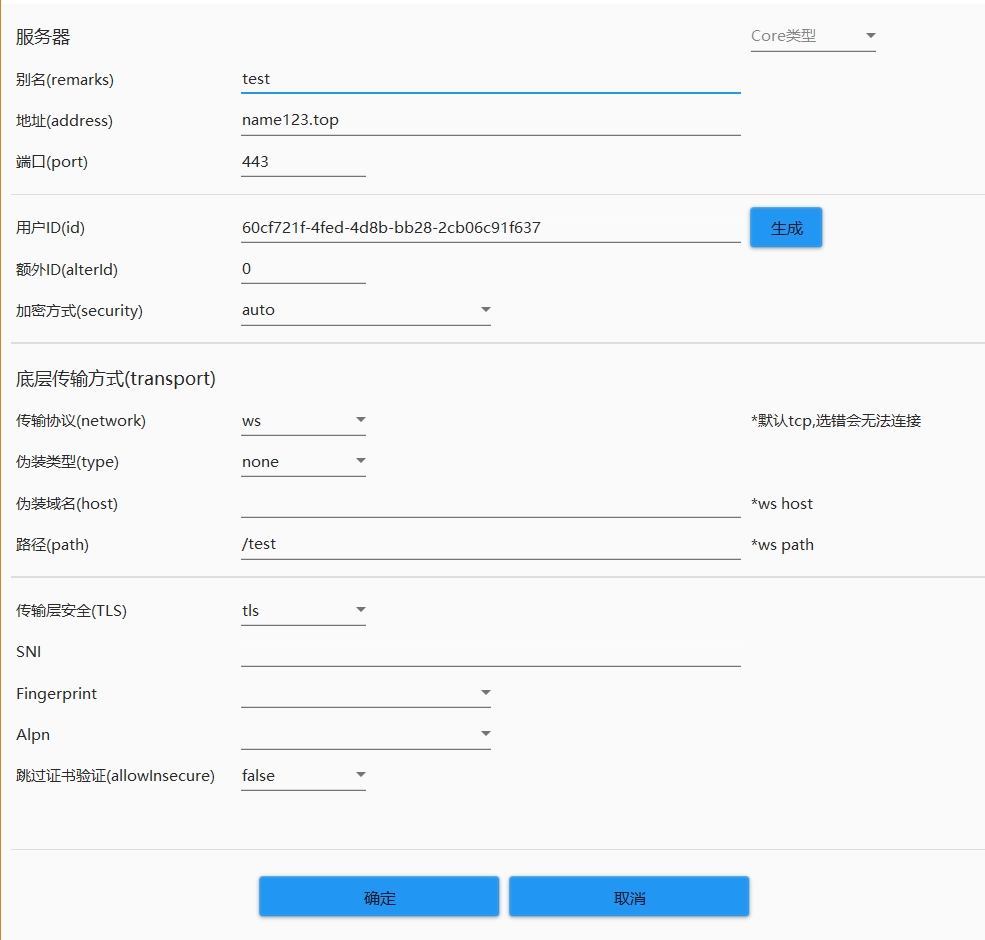 服务器 Core类型
别名(remarks) test
地址(address) name123.top
端口(port) 443
用户ID(id) 60cf721f-4fed-4d8b-bb28-2cb06c91f637 生成
额外ID(alterId) 0
加密方式(security) auto
底层传输方式(transport)
传输协议(network) ws *默认tcp,选错会无法连接
伪装类型(type) none
伪装域名(host) *ws host
路径(path) /test *ws path
传输层安全(TLS) tls
SNI
Fingerprint
Alpn
跳过证书验证(allowInsecure) false
确定 取消